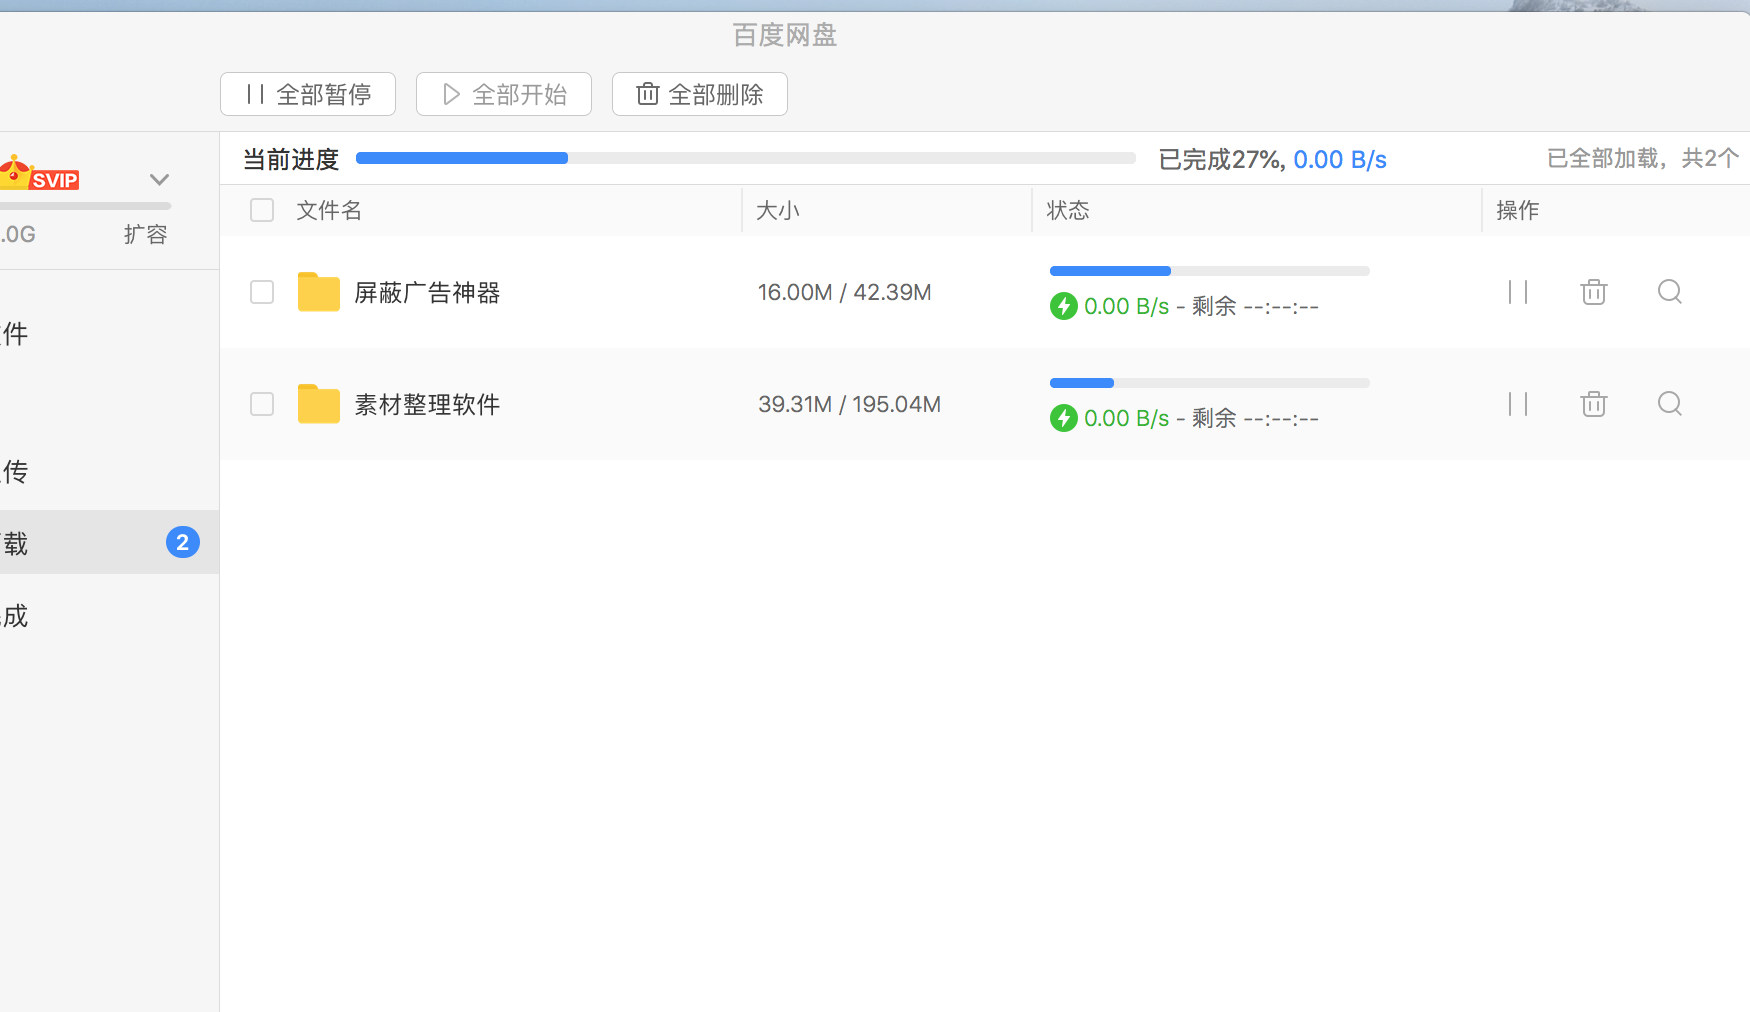 百度网盘
全部暂停
全部开始
全部删除
当前进度
已完成27%, 0.00 B/s
已全部加载，共2个
SVIP
.0G
扩容
文件名
大小
状态
操作
屏蔽广告神器
16.00M / 42.39M
0.00 B/s - 剩余 --:--:--
件
素材整理软件
39.31M / 195.04M
0.00 B/s - 剩余 --:--:--
传
载
2
成